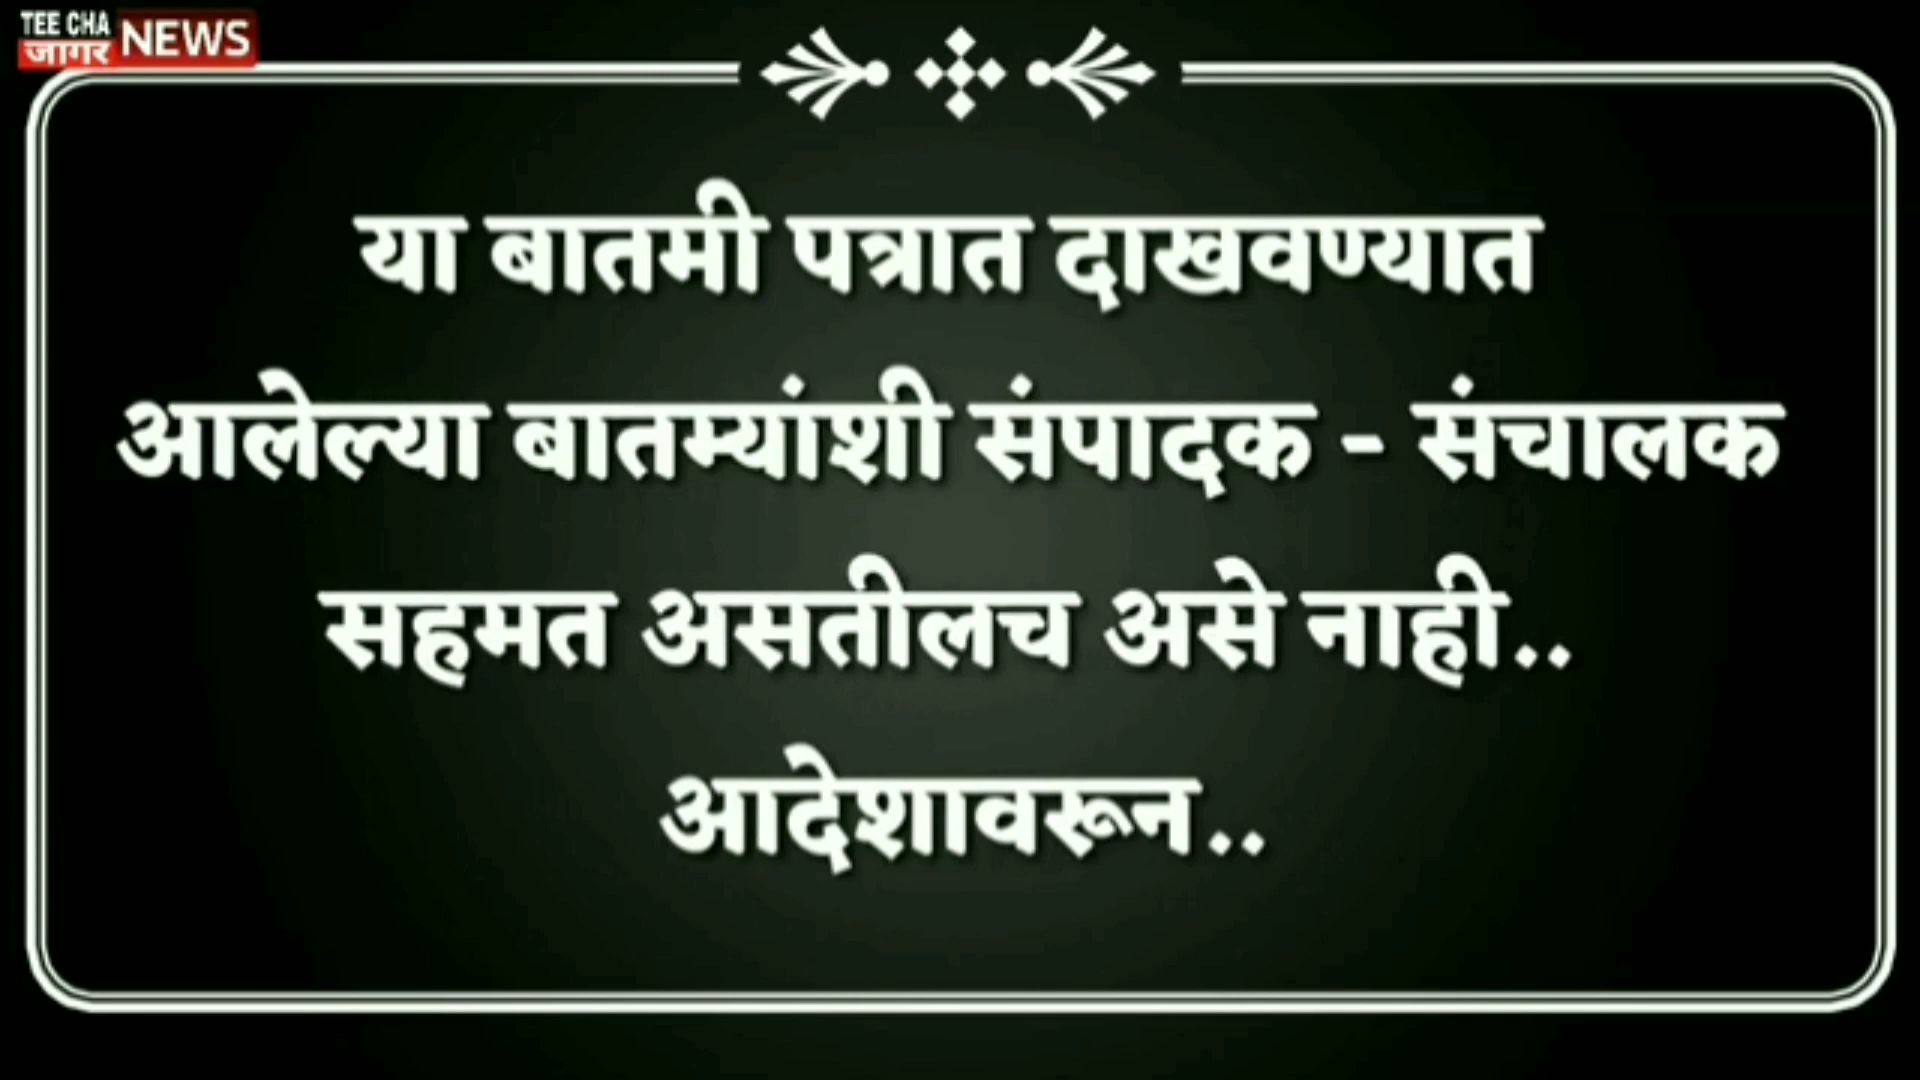 TEE CHA
जागर NEWS
या बातमी पत्रात दाखवण्यात
आलेल्या बातम्यांशी संपादक - संचालक
सहमत असतीलच असे नाही..
आदेशावरून..